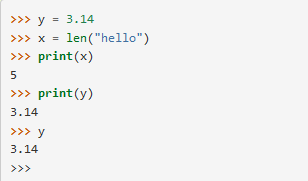 >>> y = 3.14
>>> x = len("hello")
>>> print(x)
5
>>> print(y)
3.14
>>> y
3.14
>>>